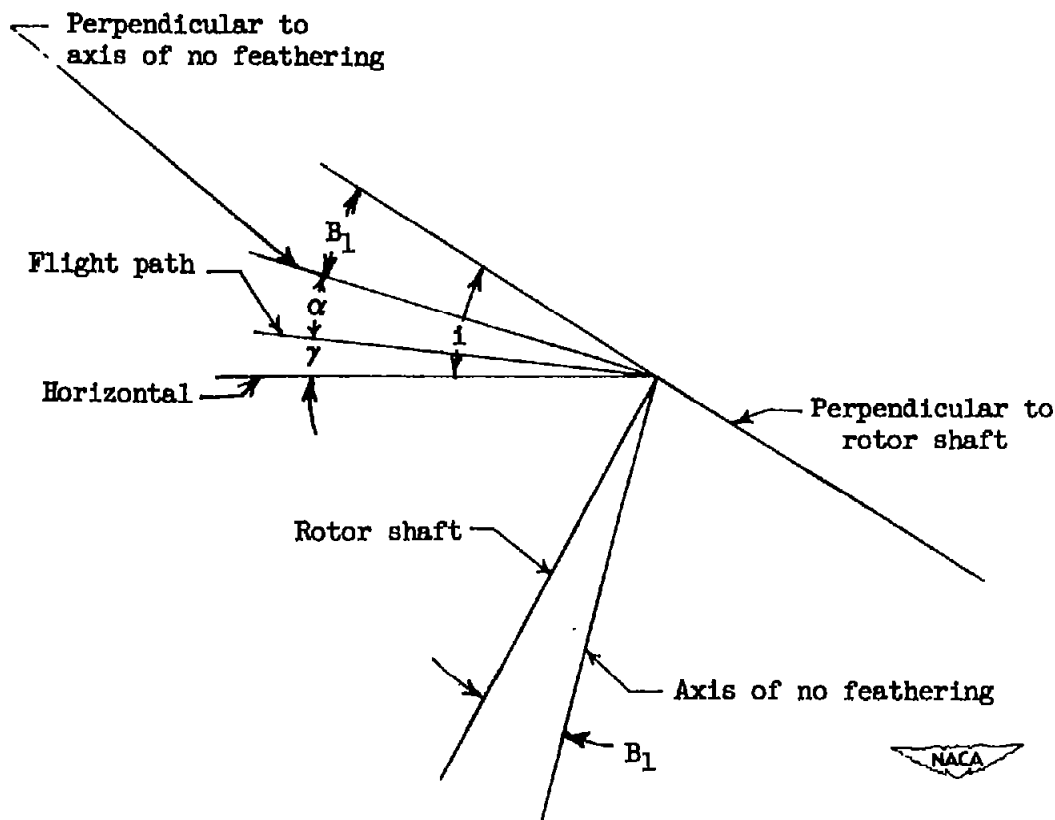 Perpendicular to
axis of no feathering
B1
Flight path
α
i
γ
Horizontal
Perpendicular to
rotor shaft
Rotor shaft
Axis of no feathering
B1
NACA